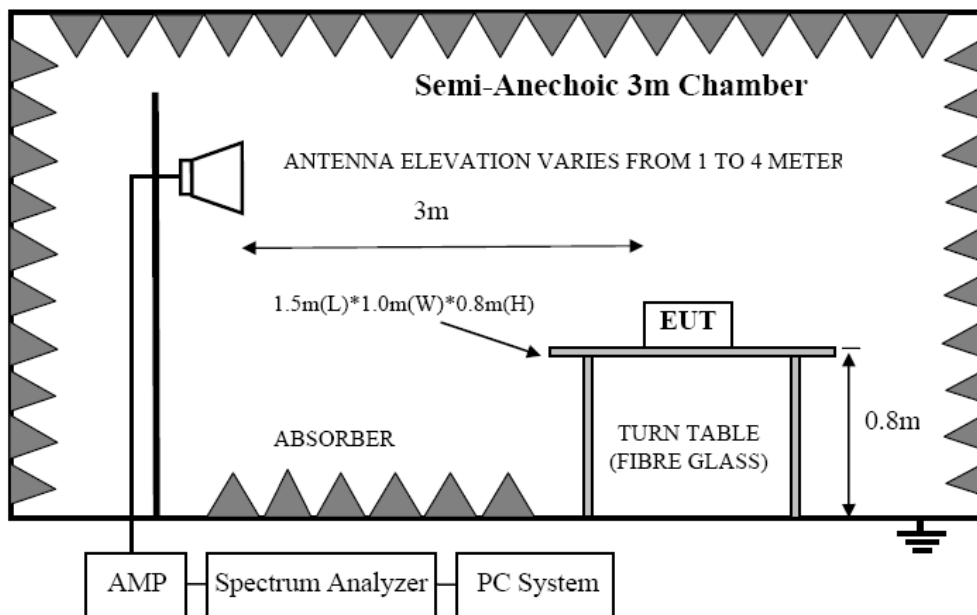 Semi-Anechoic 3m Chamber
ANTENNA ELEVATION VARIES FROM 1 TO 4 METER
3m
1.5m(L)*1.0m(W)*0.8m(H)
EUT
0.8m
ABSORBER
TURN TABLE
(FIBRE GLASS)
AMP
Spectrum Analyzer
PC System